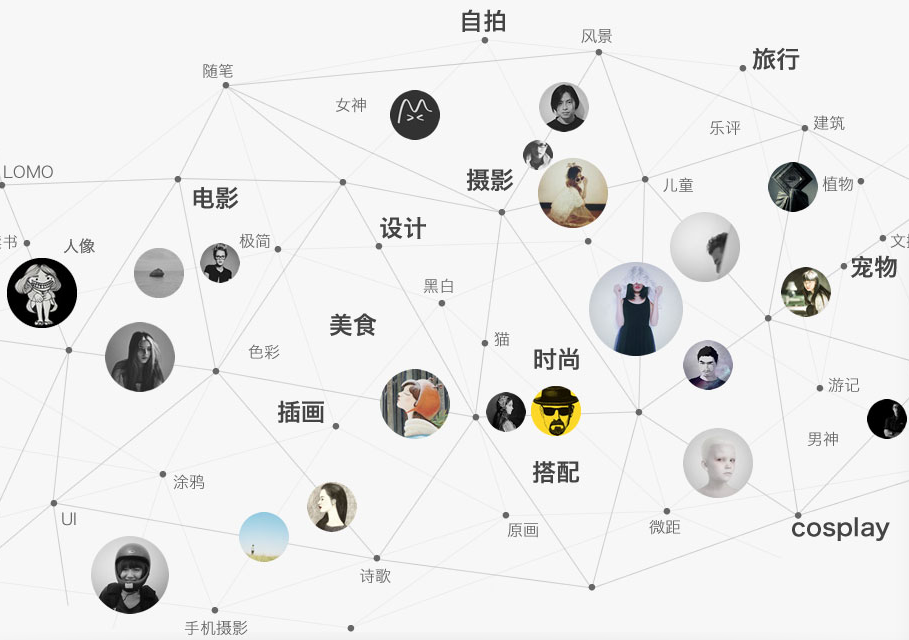 自拍
风景
旅行
随笔
女神
乐评
建筑
LOMO
电影
摄影
儿童
植物
书
人像
极简
设计
宠物
黑白
美食
色彩
猫
时尚
游记
插画
男神
搭配
涂鸦
UI
原画
微距
cosplay
诗歌
手机摄影